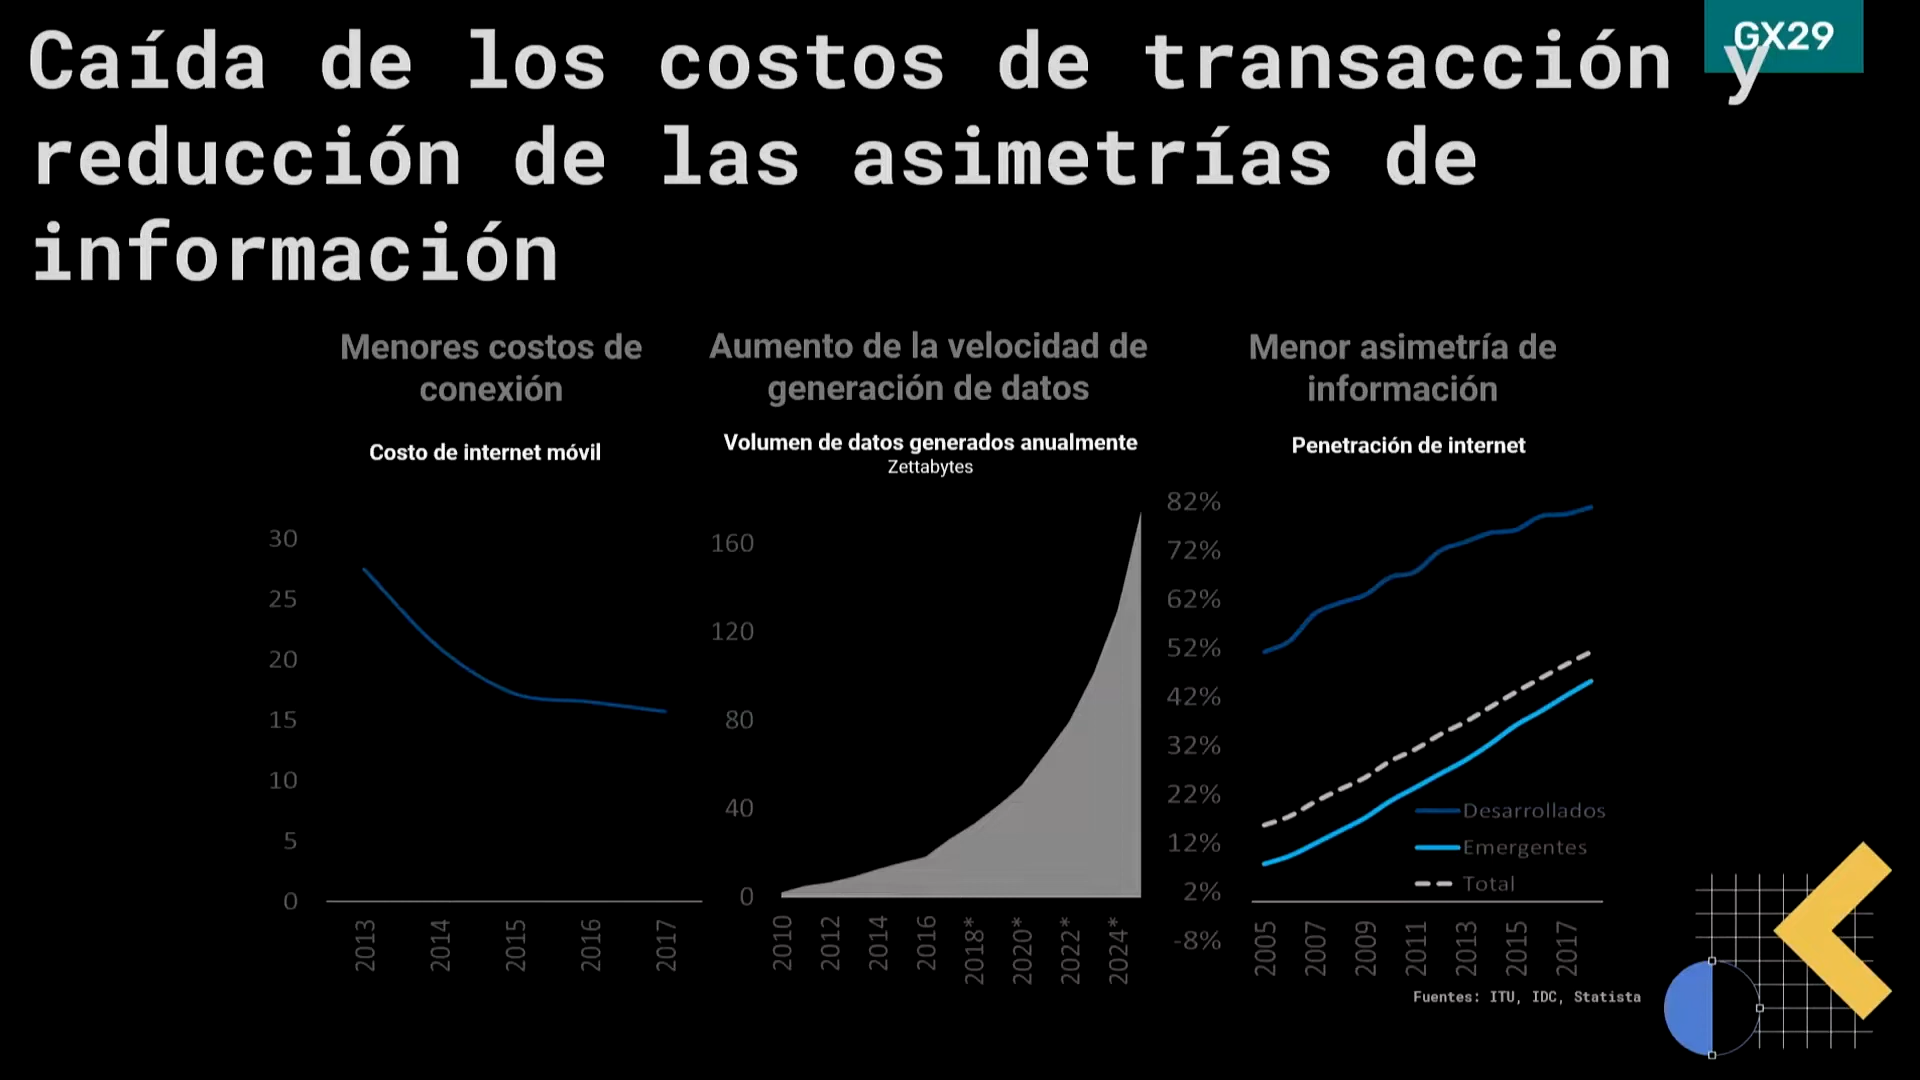 GX29
Caída de los costos de transacción y
reducción de las asimetrías de
información
Menores costos de
conexión
Costo de internet móvil
30
25
20
15
10
5
0
2013
2014
2015
2016
2017
Aumento de la velocidad de
generación de datos
Volumen de datos generados anualmente
Zettabytes
160
120
80
40
0
2010
2012
2014
2016
2018*
2020*
2022*
2024*
Menor asimetría de
información
Penetración de internet
82%
72%
62%
52%
42%
32%
22%
12%
2%
-8%
Desarrollados
Emergentes
Total
2005
2007
2009
2011
2013
2015
2017
Fuentes: ITU, IDC, Statista